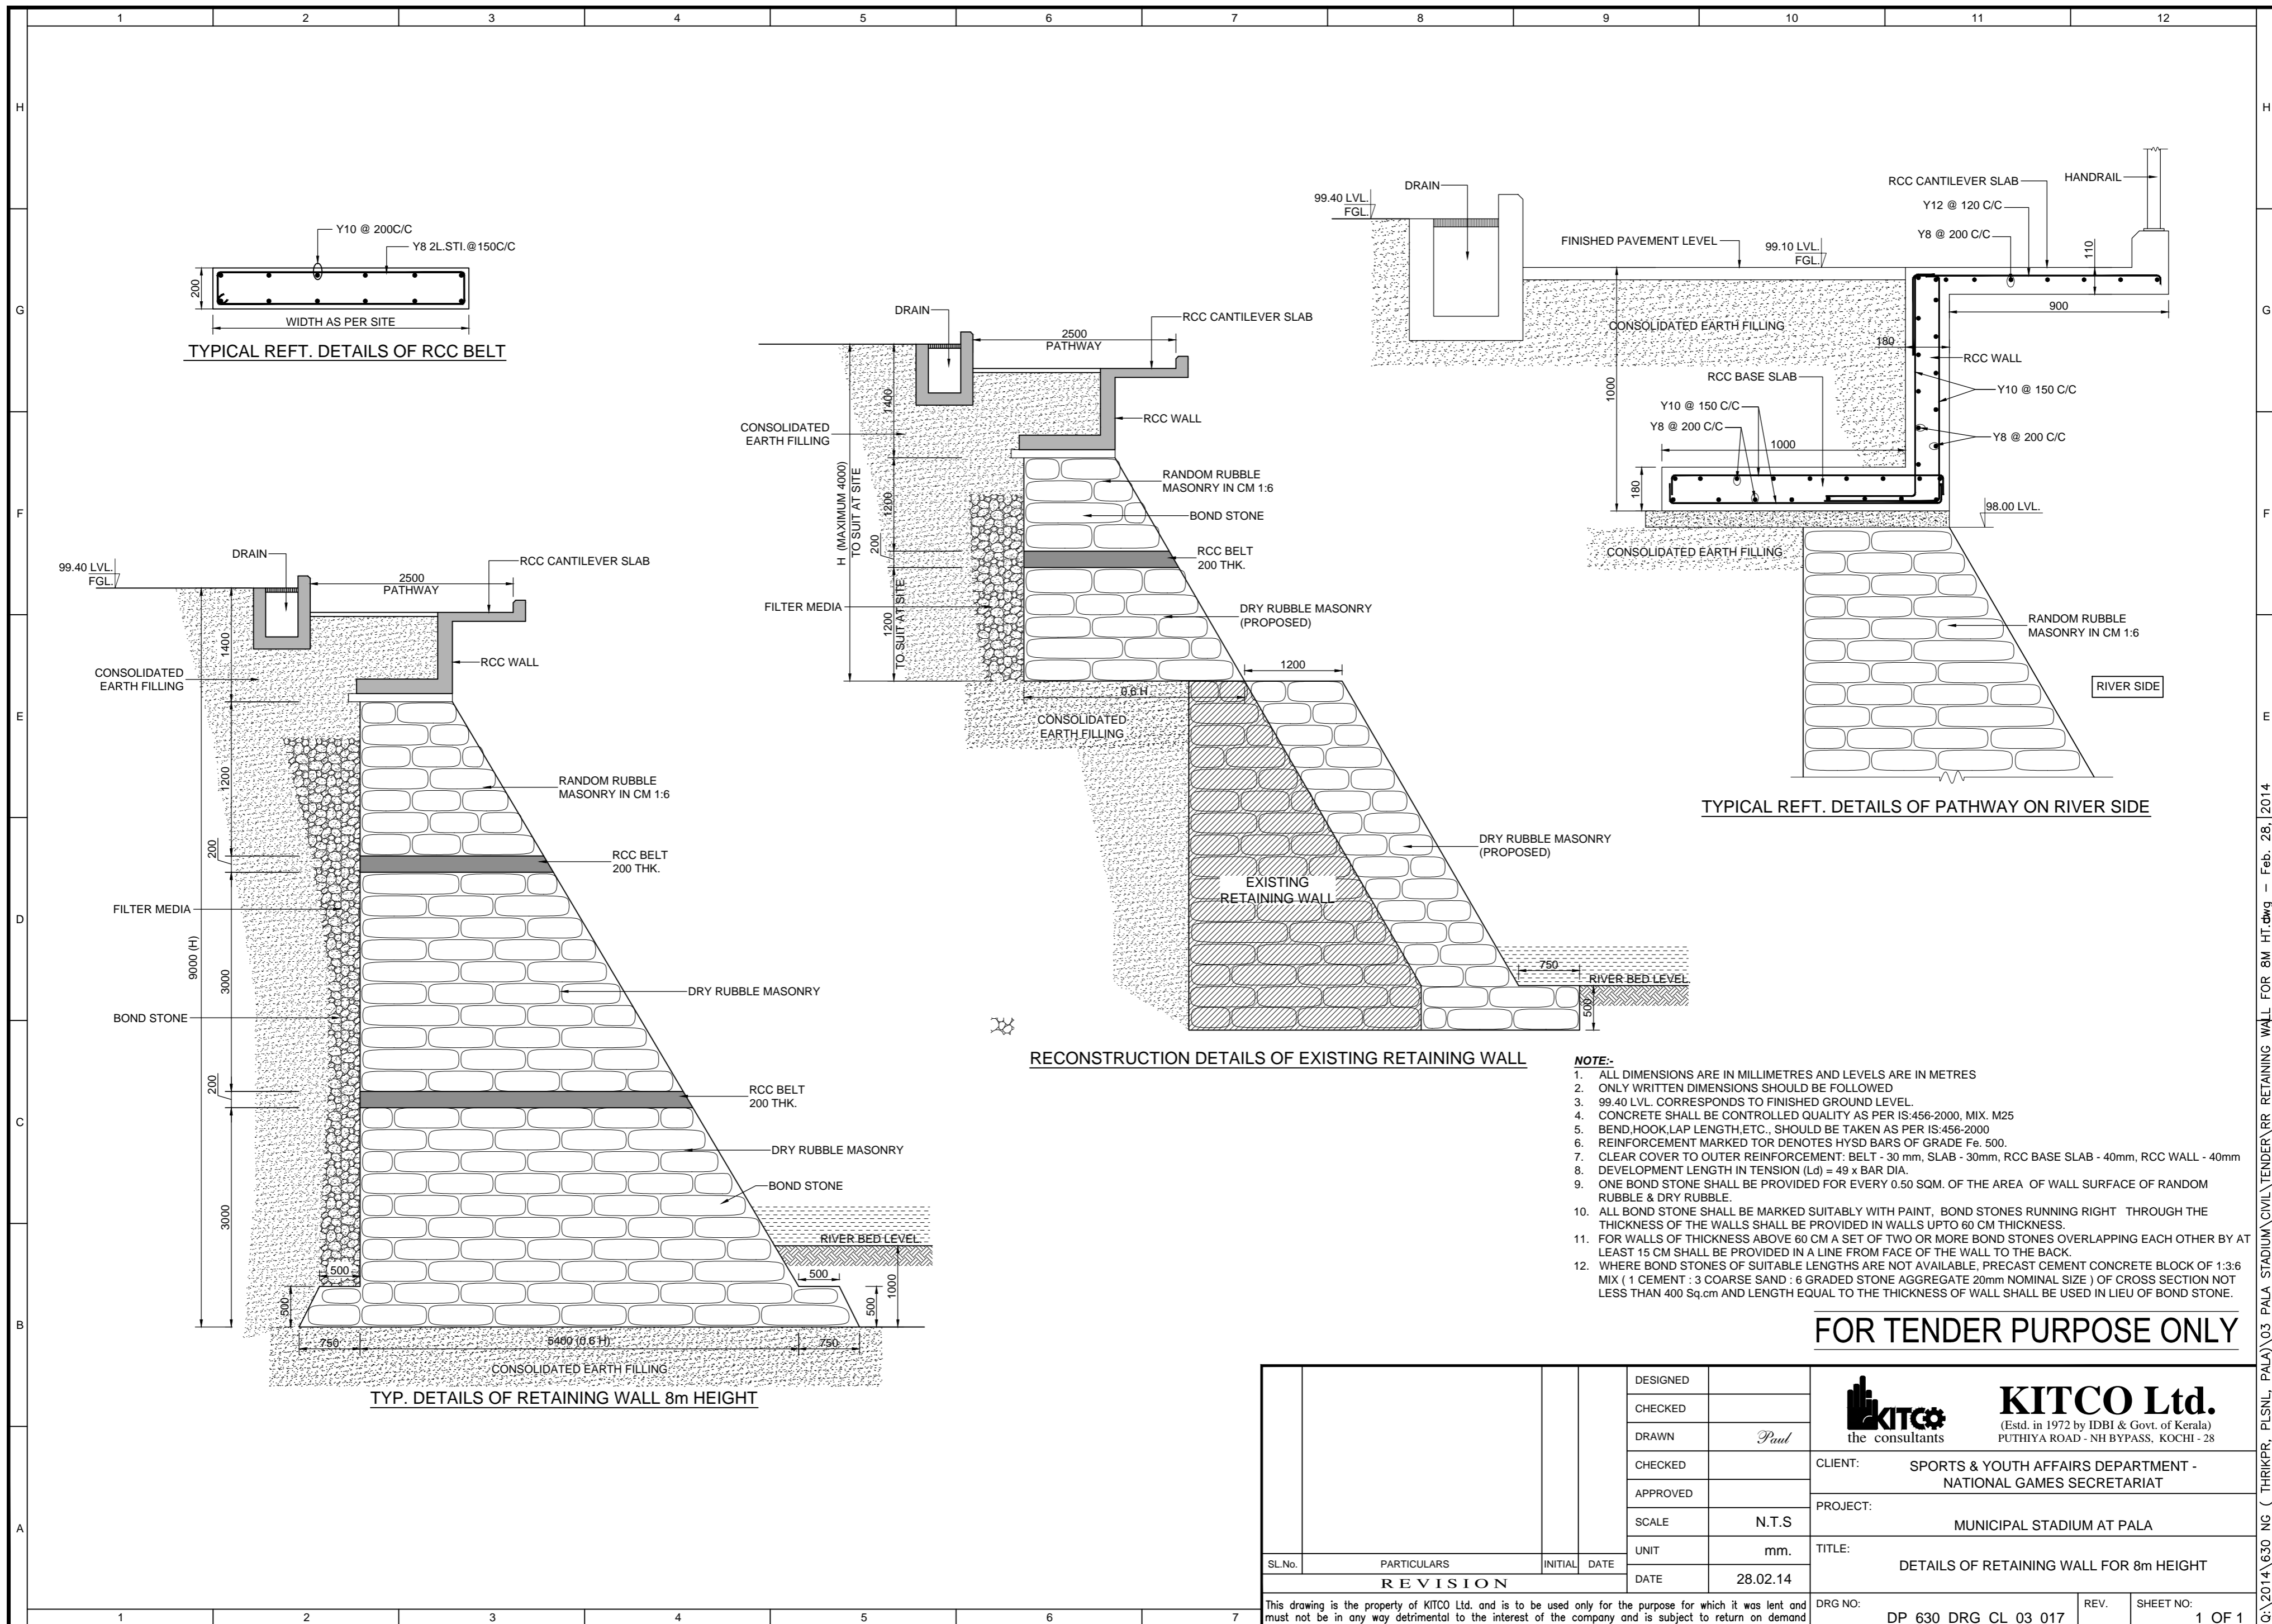 1 2 3 4 5 6 7 8 9 10 11 12
H
G
F
E
D
C
B
A
H
G
F
E
Y10 @ 200C/C
Y8 2L.STI.@150C/C
200
WIDTH AS PER SITE
TYPICAL REFT. DETAILS OF RCC BELT
99.40 LVL.
FGL.
DRAIN
2500
PATHWAY
RCC CANTILEVER SLAB
1400
RCC WALL
CONSOLIDATED
EARTH FILLING
1200
RANDOM RUBBLE
MASONRY IN CM 1:6
200
RCC BELT
200 THK.
FILTER MEDIA
9000 (H)
3000
DRY RUBBLE MASONRY
BOND STONE
200
RCC BELT
200 THK.
DRY RUBBLE MASONRY
BOND STONE
3000
RIVER BED LEVEL.
500
500
500
500
1000
750
5400 (0.6 H)
750
CONSOLIDATED EARTH FILLING
TYP. DETAILS OF RETAINING WALL 8m HEIGHT
DRAIN
2500
PATHWAY
RCC CANTILEVER SLAB
1400
RCC WALL
CONSOLIDATED
EARTH FILLING
H (MAXIMUM 4000)
TO SUIT AT SITE
1200
RANDOM RUBBLE
MASONRY IN CM 1:6
BOND STONE
200
RCC BELT
200 THK.
FILTER MEDIA
1200
TO SUIT AT SITE
DRY RUBBLE MASONRY
(PROPOSED)
1200
0.6 H
CONSOLIDATED
EARTH FILLING
DRY RUBBLE MASONRY
(PROPOSED)
EXISTING
RETAINING WALL
750
RIVER BED LEVEL.
500
RECONSTRUCTION DETAILS OF EXISTING RETAINING WALL
99.40 LVL.
FGL.
DRAIN
RCC CANTILEVER SLAB
HANDRAIL
Y12 @ 120 C/C
Y8 @ 200 C/C
FINISHED PAVEMENT LEVEL
99.10 LVL.
FGL.
110
900
CONSOLIDATED EARTH FILLING
180
RCC WALL
1000
RCC BASE SLAB
Y10 @ 150 C/C
Y10 @ 150 C/C
Y8 @ 200 C/C
Y8 @ 200 C/C
1000
180
98.00 LVL.
CONSOLIDATED EARTH FILLING
RANDOM RUBBLE
MASONRY IN CM 1:6
RIVER SIDE
TYPICAL REFT. DETAILS OF PATHWAY ON RIVER SIDE
NOTE:-
1. ALL DIMENSIONS ARE IN MILLIMETRES AND LEVELS ARE IN METRES
2. ONLY WRITTEN DIMENSIONS SHOULD BE FOLLOWED
3. 99.40 LVL. CORRESPONDS TO FINISHED GROUND LEVEL.
4. CONCRETE SHALL BE CONTROLLED QUALITY AS PER IS:456-2000, MIX. M25
5. BEND,HOOK,LAP LENGTH,ETC., SHOULD BE TAKEN AS PER IS:456-2000
6. REINFORCEMENT MARKED TOR DENOTES HYSD BARS OF GRADE Fe. 500.
7. CLEAR COVER TO OUTER REINFORCEMENT: BELT - 30 mm, SLAB - 30mm, RCC BASE SLAB - 40mm, RCC WALL - 40mm
8. DEVELOPMENT LENGTH IN TENSION (Ld) = 49 x BAR DIA.
9. ONE BOND STONE SHALL BE PROVIDED FOR EVERY 0.50 SQM. OF THE AREA OF WALL SURFACE OF RANDOM
RUBBLE & DRY RUBBLE.
10. ALL BOND STONE SHALL BE MARKED SUITABLY WITH PAINT, BOND STONES RUNNING RIGHT THROUGH THE
THICKNESS OF THE WALLS SHALL BE PROVIDED IN WALLS UPTO 60 CM THICKNESS.
11. FOR WALLS OF THICKNESS ABOVE 60 CM A SET OF TWO OR MORE BOND STONES OVERLAPPING EACH OTHER BY AT
LEAST 15 CM SHALL BE PROVIDED IN A LINE FROM FACE OF THE WALL TO THE BACK.
12. WHERE BOND STONES OF SUITABLE LENGTHS ARE NOT AVAILABLE, PRECAST CEMENT CONCRETE BLOCK OF 1:3:6
MIX ( 1 CEMENT : 3 COARSE SAND : 6 GRADED STONE AGGREGATE 20mm NOMINAL SIZE ) OF CROSS SECTION NOT
LESS THAN 400 Sq.cm AND LENGTH EQUAL TO THE THICKNESS OF WALL SHALL BE USED IN LIEU OF BOND STONE.
FOR TENDER PURPOSE ONLY
SL.No. PARTICULARS INITIAL DATE
REVISION
This drawing is the property of KITCO Ltd. and is to be used only for the purpose for which it was lent and
must not be in any way detrimental to the interest of the company and is subject to return on demand
DESIGNED
CHECKED
DRAWN Paul
CHECKED
APPROVED
SCALE N.T.S
UNIT mm.
DATE 28.02.14
KITCO
the consultants
KITCO Ltd.
(Estd. in 1972 by IDBI & Govt. of Kerala)
PUTHIYA ROAD - NH BYPASS, KOCHI - 28
CLIENT: SPORTS & YOUTH AFFAIRS DEPARTMENT -
NATIONAL GAMES SECRETARIAT
PROJECT:
MUNICIPAL STADIUM AT PALA
TITLE:
DETAILS OF RETAINING WALL FOR 8m HEIGHT
DRG NO: REV. SHEET NO:
DP 630 DRG CL 03 017 1 OF 1
Q:\2014\630 NG ( THRIKPR, PLSNL, PALA)\03 PALA STADIUM\CIVIL\TENDER\RR RETAINING WALL FOR 8M HT.dwg - Feb. 28, 2014
1 2 3 4 5 6 7